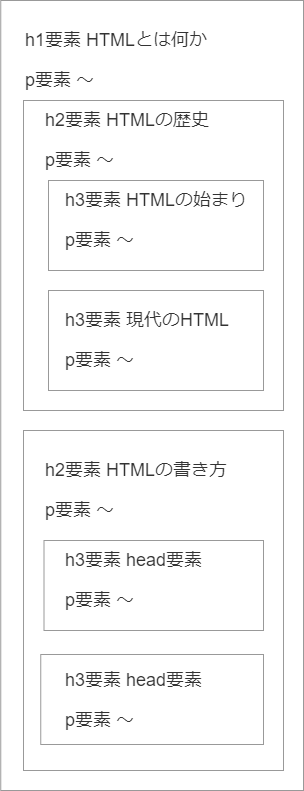 h1要素 HTMLとは何か
p要素 ～
h2要素 HTMLの歴史
p要素 ～
h3要素 HTMLの始まり
p要素 ～
h3要素 現代のHTML
p要素 ～
h2要素 HTMLの書き方
p要素 ～
h3要素 head要素
p要素 ～
h3要素 head要素
p要素 ～